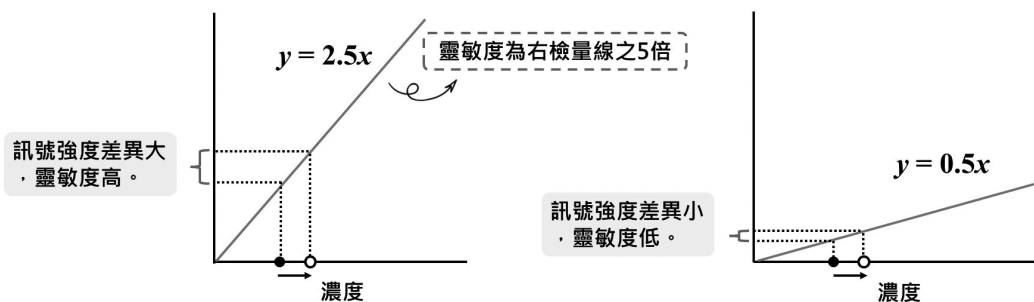 y = 2.5x
靈敏度為右檢量線之5倍
訊號強度差異大
，靈敏度高。
濃度
y = 0.5x
訊號強度差異小
，靈敏度低。
濃度